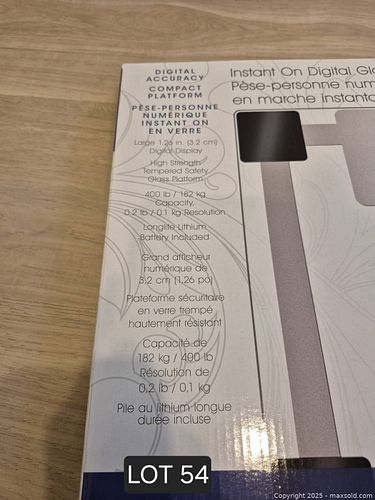 DIGITAL
ACCURACY
COMPACT
PLATFORM
PÈSE-PERSONNE
NUMÉRIQUE
INSTANT ON
EN VERRE
Large 1.25 in. (3.2 cm)
Digital Display
High Strength
Tempered Safety
Glass Platform
400 lb / 182 kg
Capacity,
0.2 lb / 0.1 kg Resolution
Longlife Lithium
Battery Included
Grand afficheur
numérique de
3,2 cm (1,25 po)
Plateforme sécuritaire
en verre trempé
hautement résistant
Capacité de
182 kg / 400 lb
Résolution de
0,2 lb / 0,1 kg
Pile au lithium longue
durée incluse
Instant On Digital Gl
Pèse-personne num
en marche instanta
LOT 54
Copyright 2025 - maxsold.com